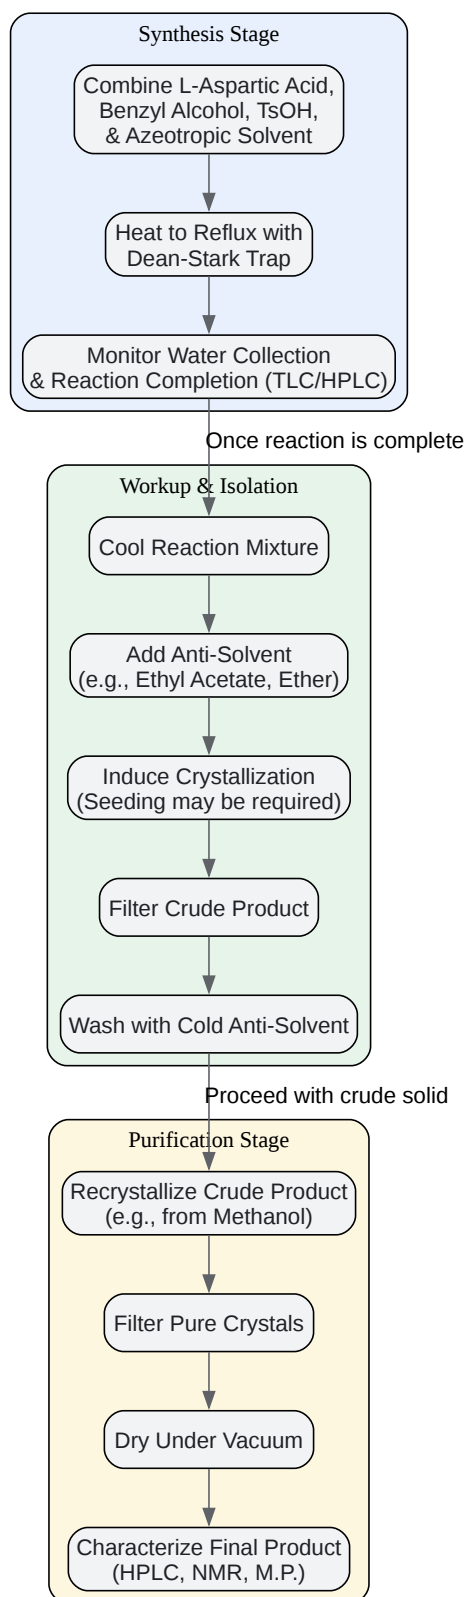 Synthesis Stage
Combine L-Aspartic Acid,
Benzyl Alcohol, TsOH,
& Azeotropic Solvent
Heat to Reflux with
Dean-Stark Trap
Monitor Water Collection
& Reaction Completion (TLC/HPLC)
Once reaction is complete
Workup & Isolation
Cool Reaction Mixture
Add Anti-Solvent
(e.g., Ethyl Acetate, Ether)
Induce Crystallization
(Seeding may be required)
Filter Crude Product
Wash with Cold Anti-Solvent
Proceed with crude solid
Purification Stage
Recrystallize Crude Product
(e.g., from Methanol)
Filter Pure Crystals
Dry Under Vacuum
Characterize Final Product
(HPLC, NMR, M.P.)